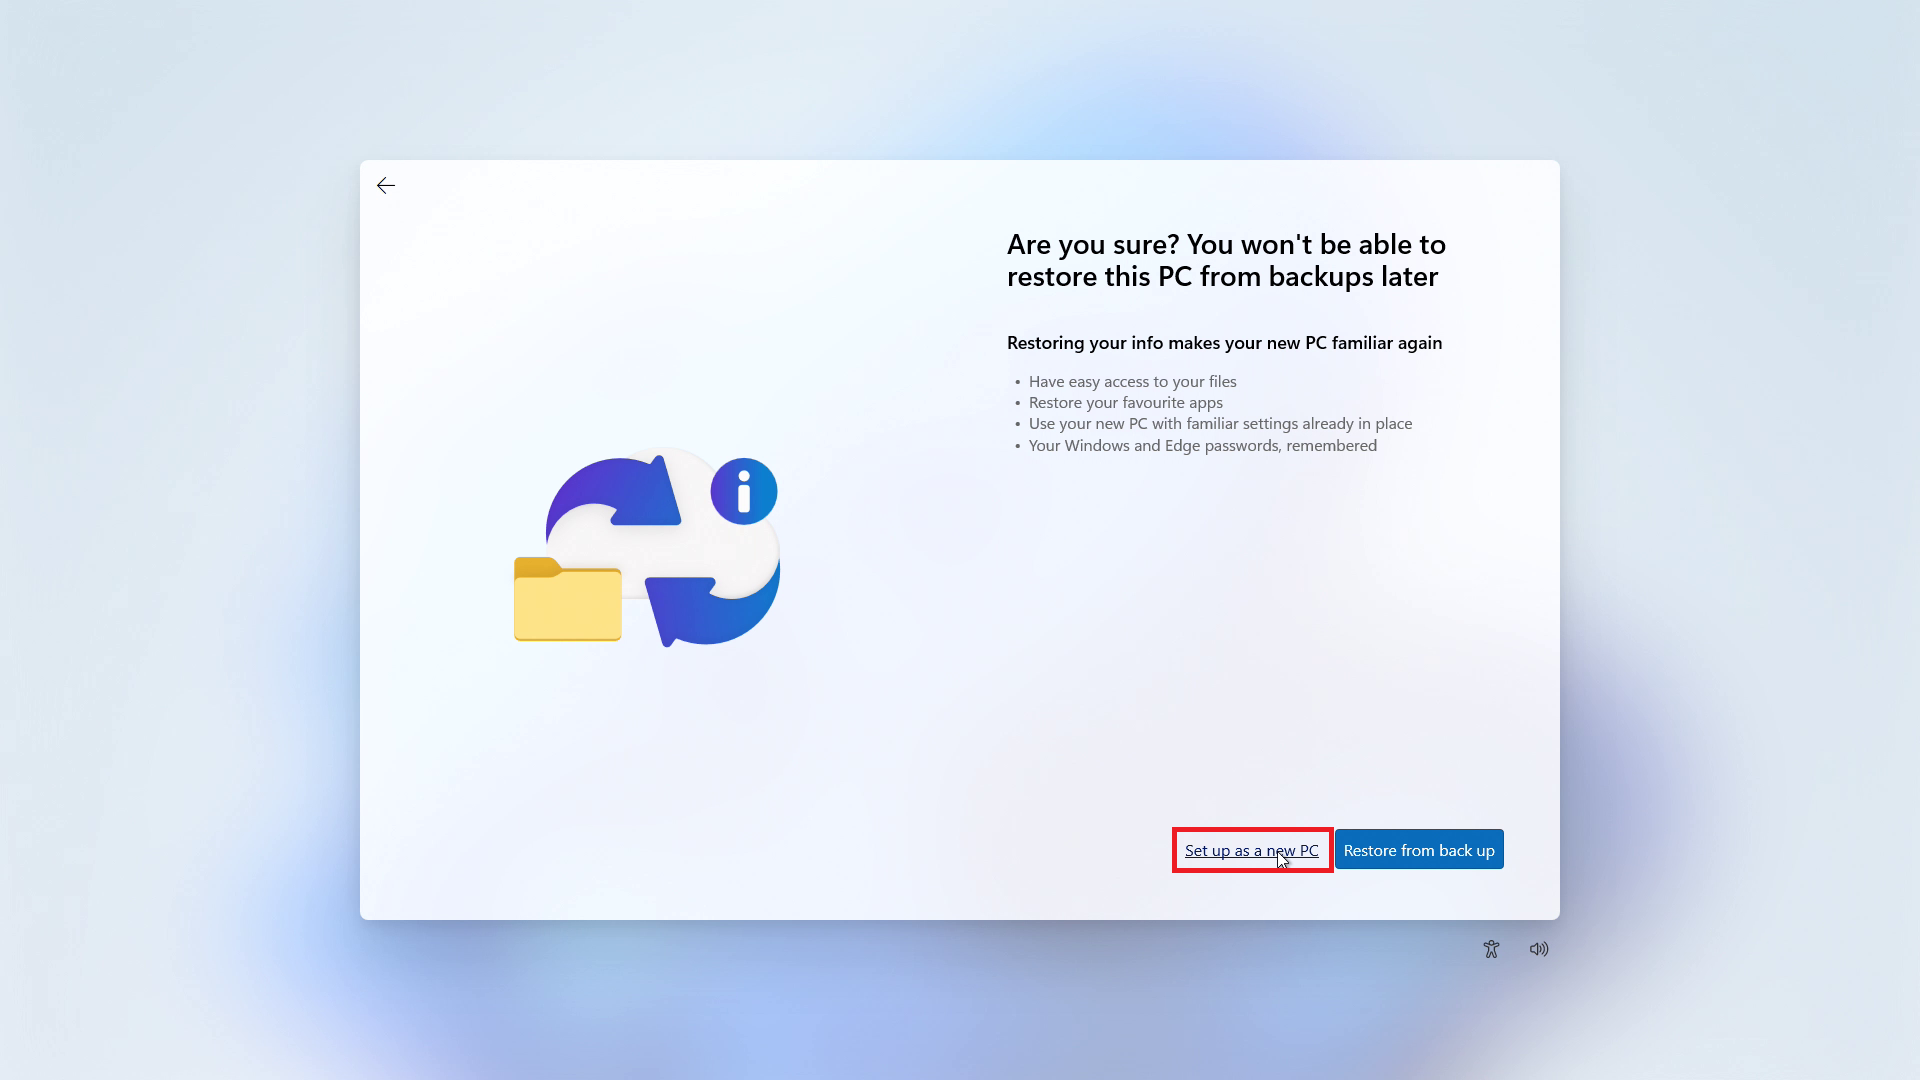 Are you sure? You won't be able to
restore this PC from backups later
Restoring your info makes your new PC familiar again
• Have easy access to your files
• Restore your favourite apps
• Use your new PC with familiar settings already in place
• Your Windows and Edge passwords, remembered
Set up as a new PC
Restore from back up